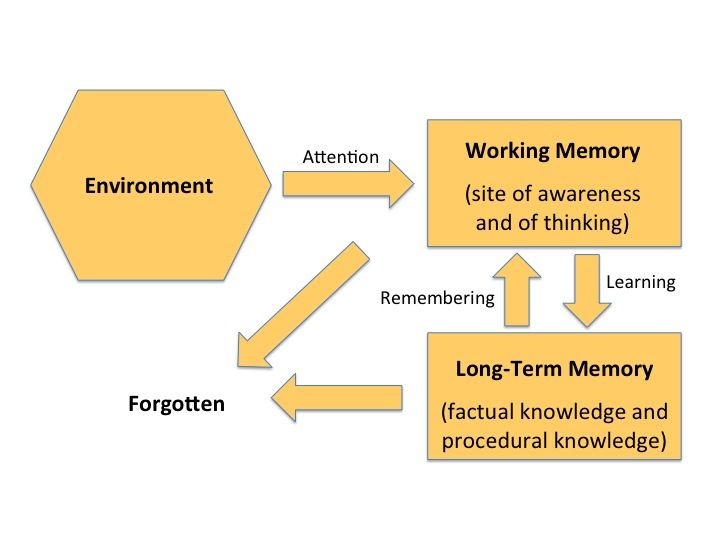 Environment
Attention
Working Memory
(site of awareness
and of thinking)
Remembering
Learning
Long-Term Memory
(factual knowledge and
procedural knowledge)
Forgotten